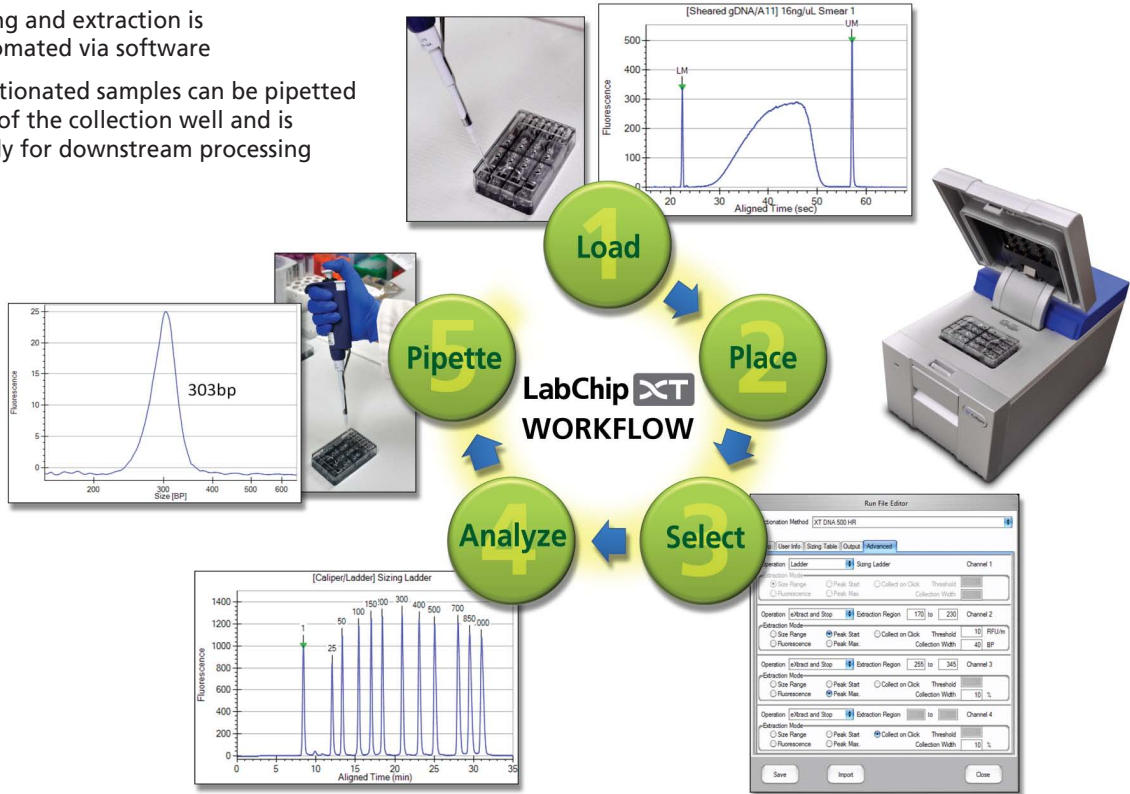 ng and extraction is
omated via software
tionated samples can be pipetted
of the collection well and is
ly for downstream processing
[Sheared gDNA/A11] 16ng/uL Smear 1
UM
LM
500
400
300
200
100
0
Fluorescence
20 30 40 50 60
Aligned Time (sec)
1
Load
2
Place
3
Select
4
Analyze
5
Pipette
LabChip XT
WORKFLOW
25
20
15
10
5
0
Fluorescence
303bp
200 300 400 500 600
Size [BP]
[Caliper/Ladder] Sizing Ladder
1400
1200
1000
800
600
400
200
0
Fluorescence
1 25 50 100 150 300 400 500 700 850
0 5 10 15 20 25 30 35
Aligned Time (min)
Run File Editor
ctionation Method XT DNA 500 HR
User Info Sizing Table Output Advanced
Operation Ladder Sizing Ladder Channel 1
Extraction Mode
Size Range Peak Start Collect on Click Threshold
Fluorescence Peak Max. Collection Width
Operation eXtract and Stop Extraction Region 170 to 230 Channel 2
Extraction Mode
Size Range Peak Start Collect on Click Threshold 10 RFU/m
Fluorescence Peak Max. Collection Width 40 BP
Operation eXtract and Stop Extraction Region 255 to 345 Channel 3
Extraction Mode
Size Range Peak Start Collect on Click Threshold
Fluorescence Peak Max. Collection Width 10 %
Operation eXtract and Stop Extraction Region to Channel 4
Extraction Mode
Size Range Peak Start Collect on Click Threshold
Fluorescence Peak Max. Collection Width 10 %
Save Import Close